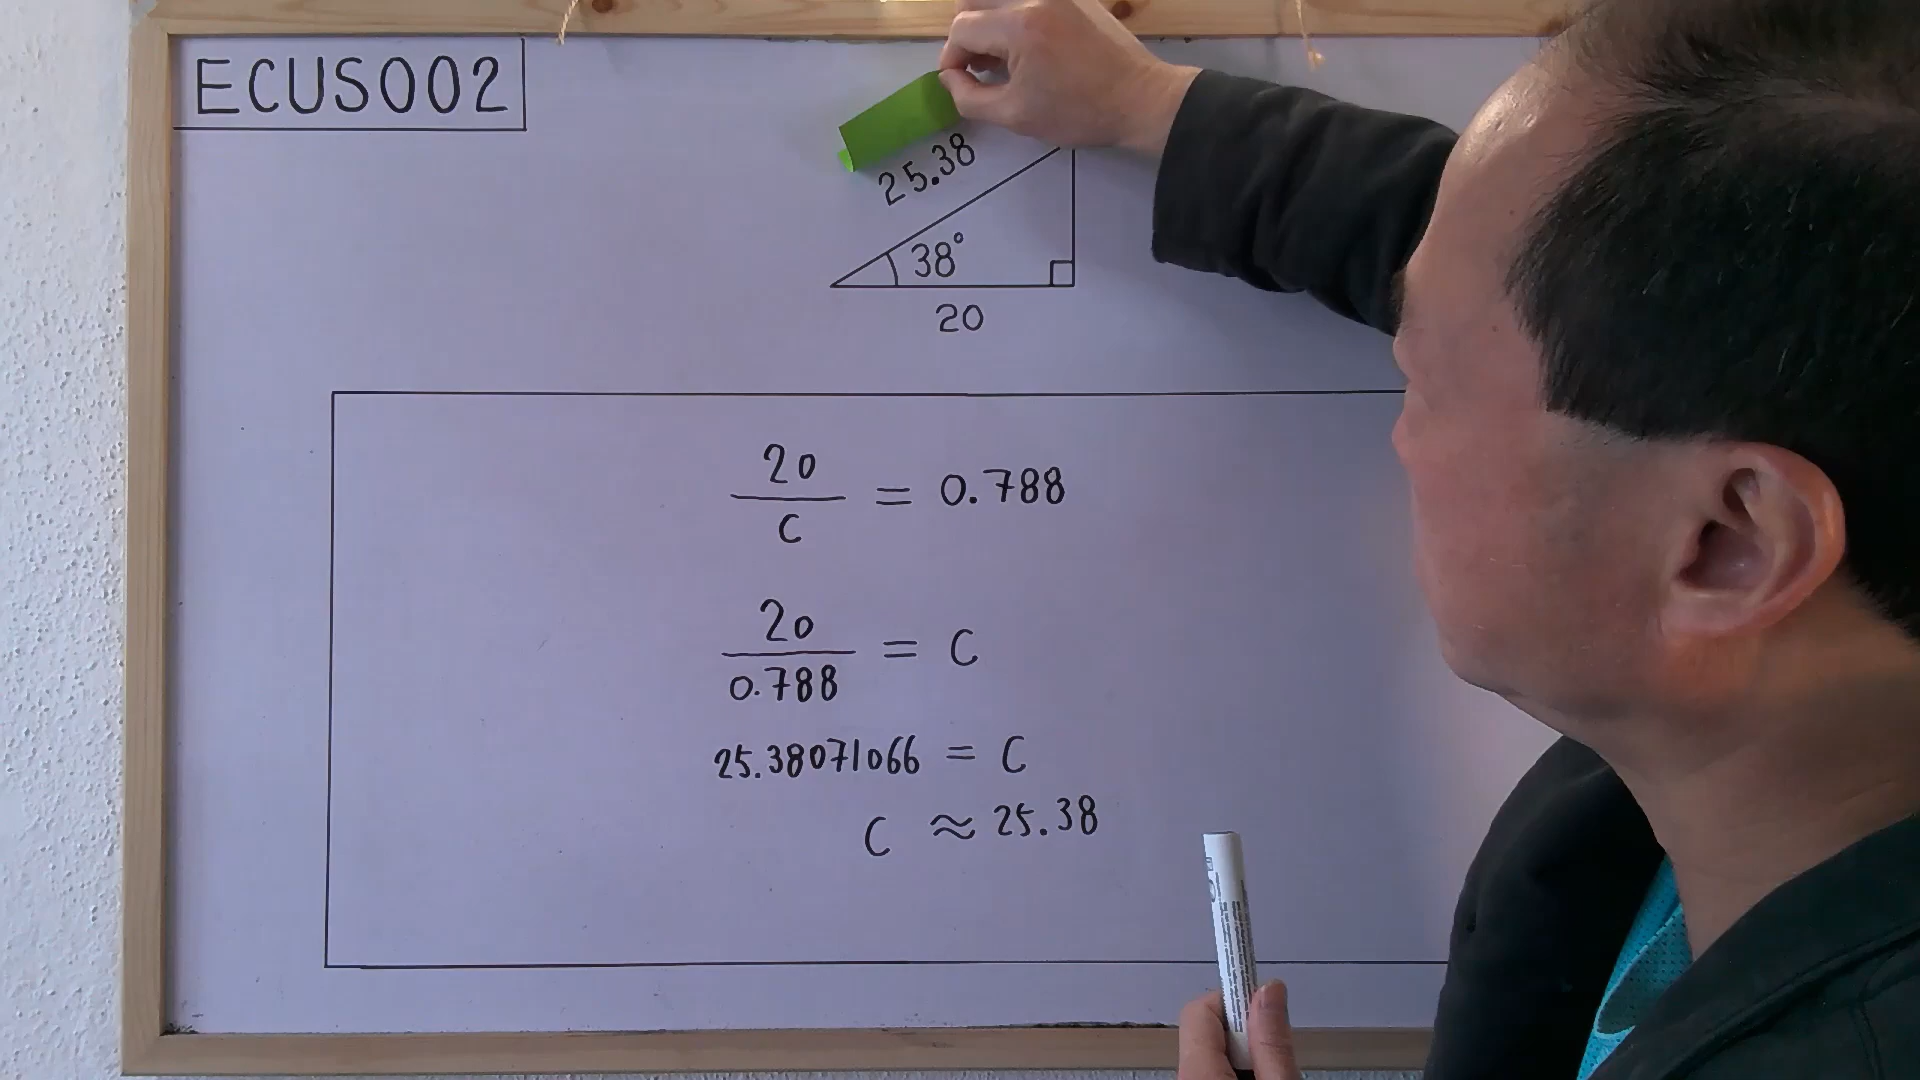 ECUS002
25.38
38°
20
20
— = 0.788
C
20
— = C
0.788
25.38071066 = C
C ≈ 25.38